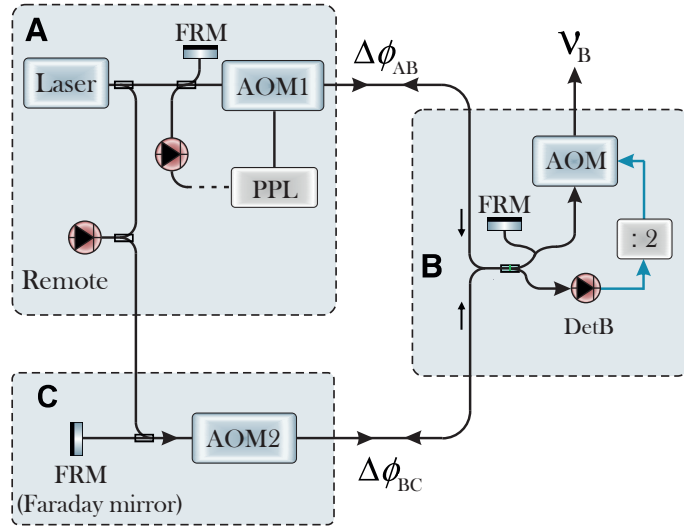 A
FRM
Laser
AOM1
PPL
Remote
Δϕ_AB
ν_B
AOM
FRM
: 2
B
DetB
C
AOM2
FRM
(Faraday mirror)
Δϕ_BC